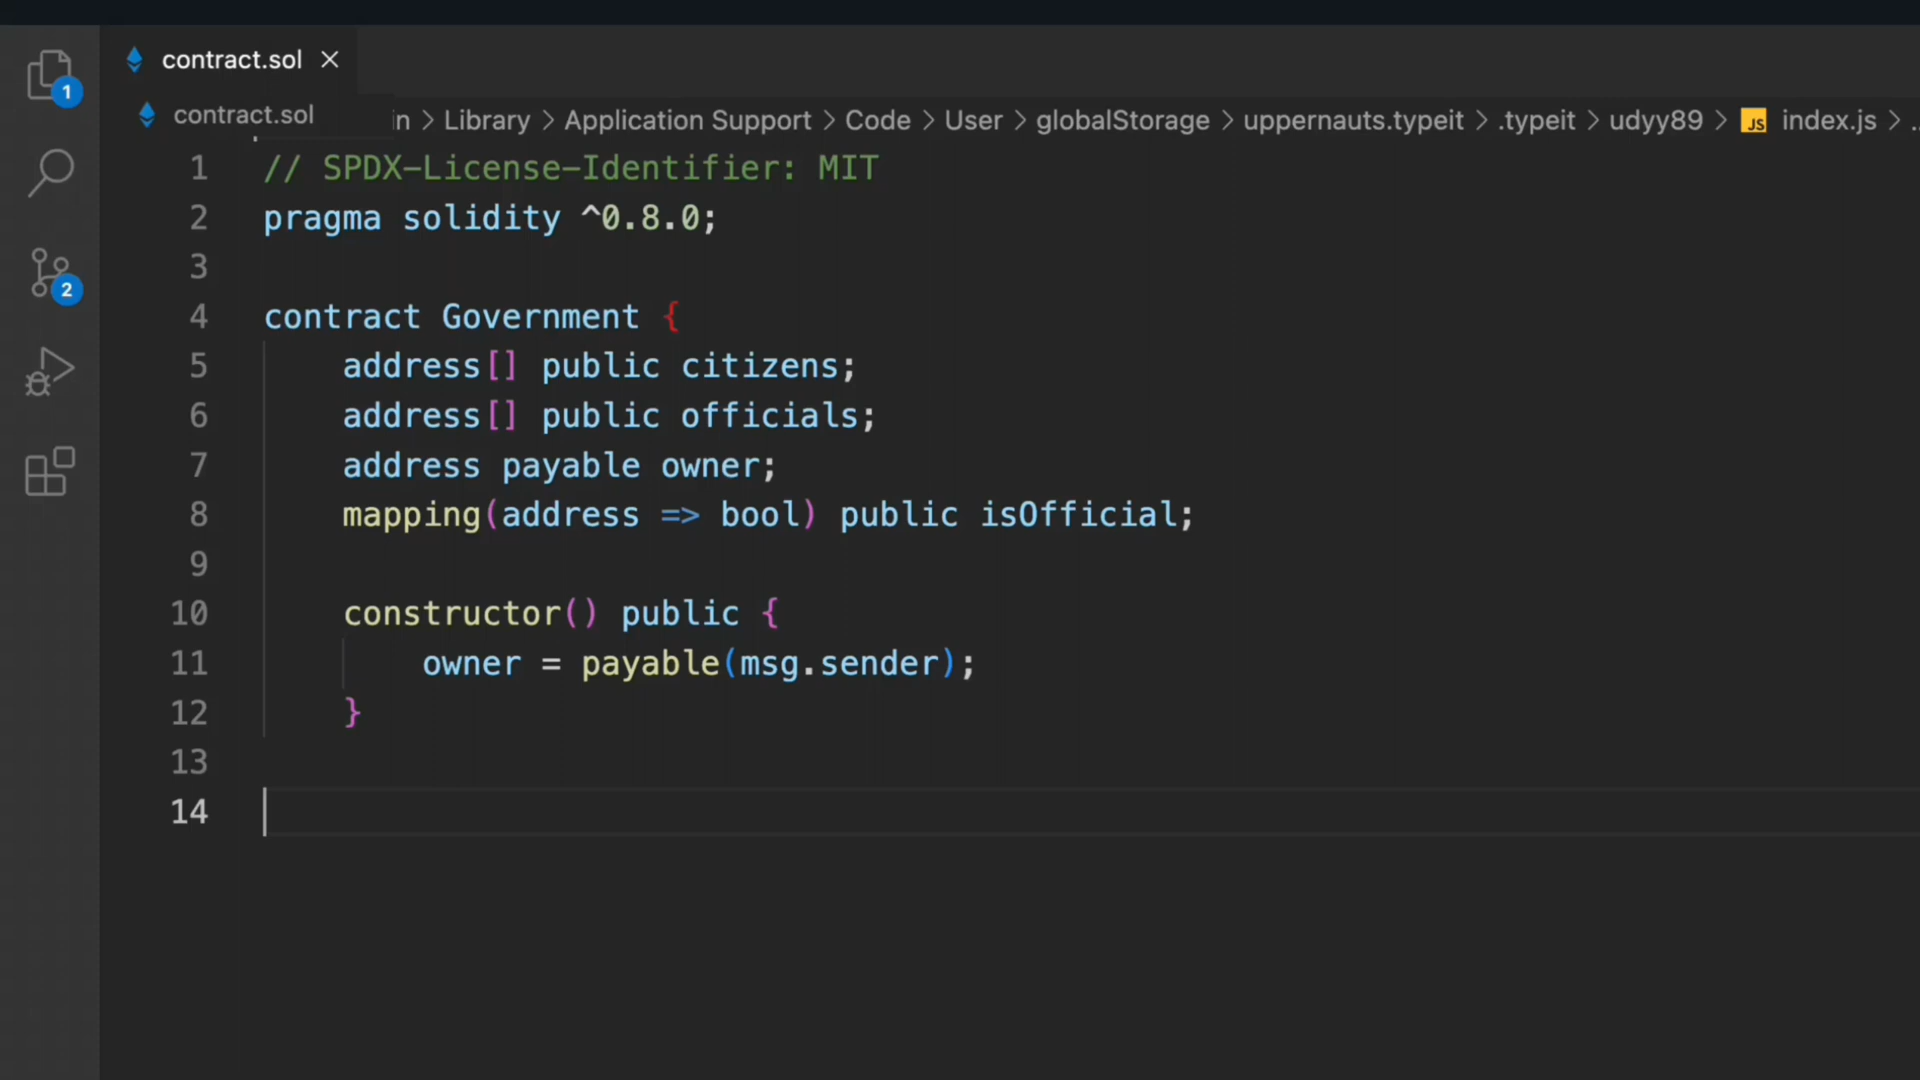 contract.sol
1
contract.sol
in > Library > Application Support > Code > User > globalStorage > uppernauts.typeit > .typeit > udyy89 > JS index.js >
1 // SPDX-License-Identifier: MIT
2 pragma solidity ^0.8.0;
2
3
4 contract Government {
5 address[] public citizens;
6 address[] public officials;
7 address payable owner;
8 mapping(address => bool) public isOfficial;
9
10 constructor() public {
11 owner = payable(msg.sender);
12 }
13
14